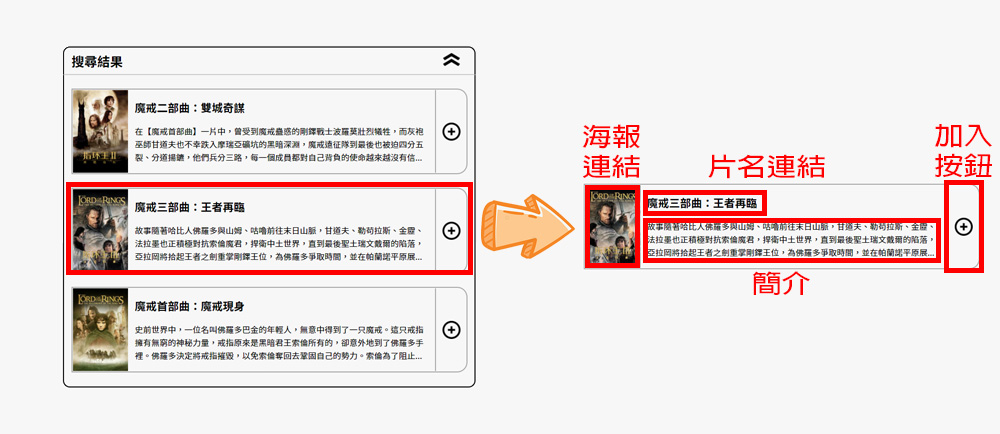 搜尋結果
魔戒二部曲：雙城奇謀
在【魔戒首部曲】一片中，曾受到魔戒蠱惑的剛鐸戰士波羅莫壯烈犧牲，而灰袍
巫師甘道夫也不幸跌入摩瑞亞礦坑的黑暗深淵，魔戒遠征隊到最後也被迫四分五
裂、分道揚鑣，他們兵分三路，每一個成員都對自己背負的使命越來越沒有信...
THE LORD OF THE RINGS
魔戒三部曲：王者再臨
故事隨著哈比人佛羅多與山姆、咕嚕前往末日山脈，甘道夫、勒苟拉斯、金靂、
法拉墨也正積極對抗索倫魔君，捍衛中土世界，直到最後聖土瑞文戴爾的陷落，
亞拉岡將拾起王者之劍重掌剛鐸王位，為佛羅多爭取時間，並在帕蘭諾平原展...
THE LORD OF THE RINGS
魔戒首部曲：魔戒現身
史前世界中，一位名叫佛羅多巴金的年輕人，無意中得到了一只魔戒。這只戒指
擁有無窮的神秘力量，戒指原來是黑暗君王索倫所有的，卻意外地到了佛羅多手
裡。佛羅多決定將戒指摧毀，以免索倫奪回去鞏固自己的勢力。索倫為了阻止...
海報
連結
片名連結
加入
按鈕
THE LORD OF THE RINGS
魔戒三部曲：王者再臨
故事隨著哈比人佛羅多與山姆、咕嚕前往末日山脈，甘道夫、勒苟拉斯、金靂、
法拉墨也正積極對抗索倫魔君，捍衛中土世界，直到最後聖土瑞文戴爾的陷落，
亞拉岡將拾起王者之劍重掌剛鐸王位，為佛羅多爭取時間，並在帕蘭諾平原展...
簡介